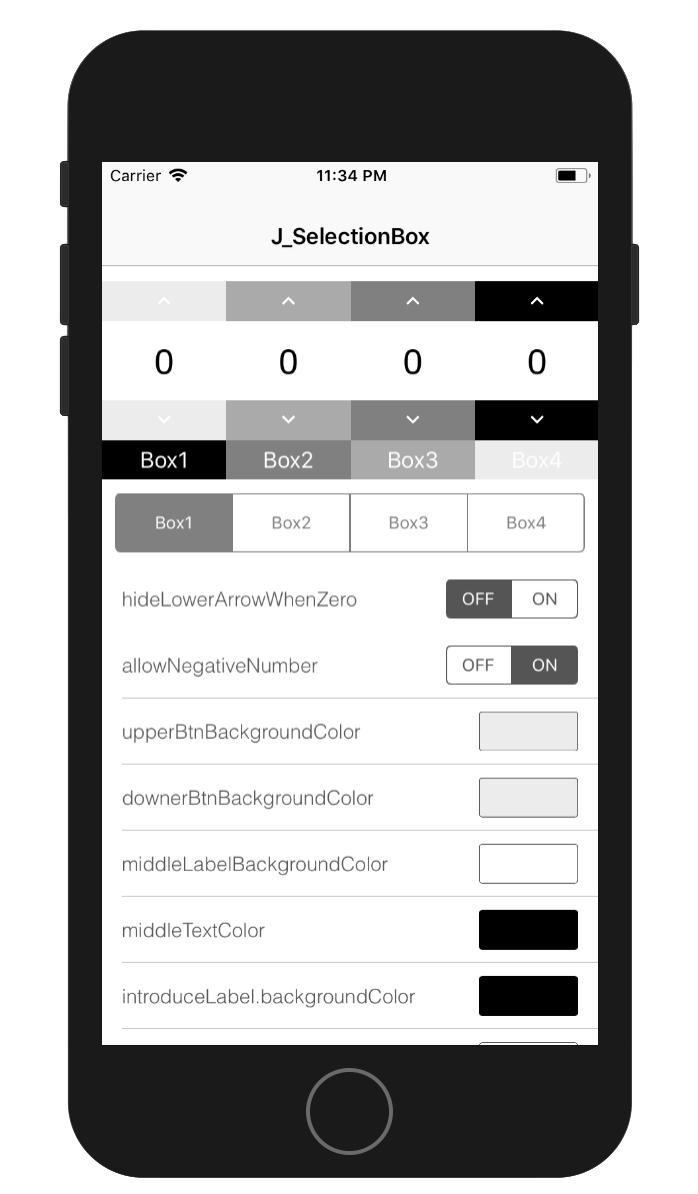 Carrier 11:34 PM
J_SelectionBox
0 0 0 0
Box1 Box2 Box3 Box4
Box1 Box2 Box3 Box4
hideLowerArrowWhenZero OFF ON
allowNegativeNumber OFF ON
upperBtnBackgroundColor
downerBtnBackgroundColor
middleLabelBackgroundColor
middleTextColor
introduceLabel.backgroundColor